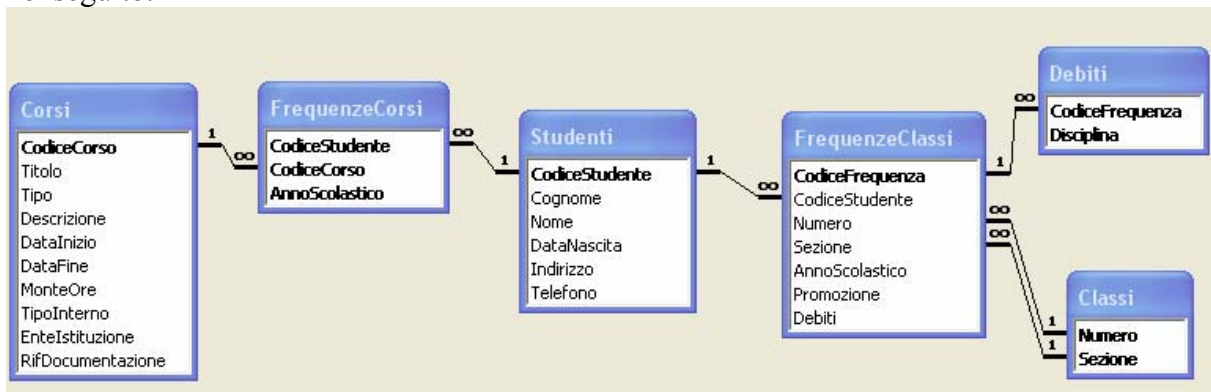 Corsi
CodiceCorso
Titolo
Tipo
Descrizione
DataInizio
DataFine
MonteOre
TipoInterno
EnteIstituzione
RifDocumentazione
1
∞
FrequenzeCorsi
CodiceStudente
CodiceCorso
AnnoScolastico
∞
1
Studenti
CodiceStudente
Cognome
Nome
DataNascita
Indirizzo
Telefono
1
∞
FrequenzeClassi
CodiceFrequenza
CodiceStudente
Numero
Sezione
AnnoScolastico
Promozione
Debiti
1
∞
Debiti
CodiceFrequenza
Disciplina
∞
∞
1
1
Classi
Numero
Sezione